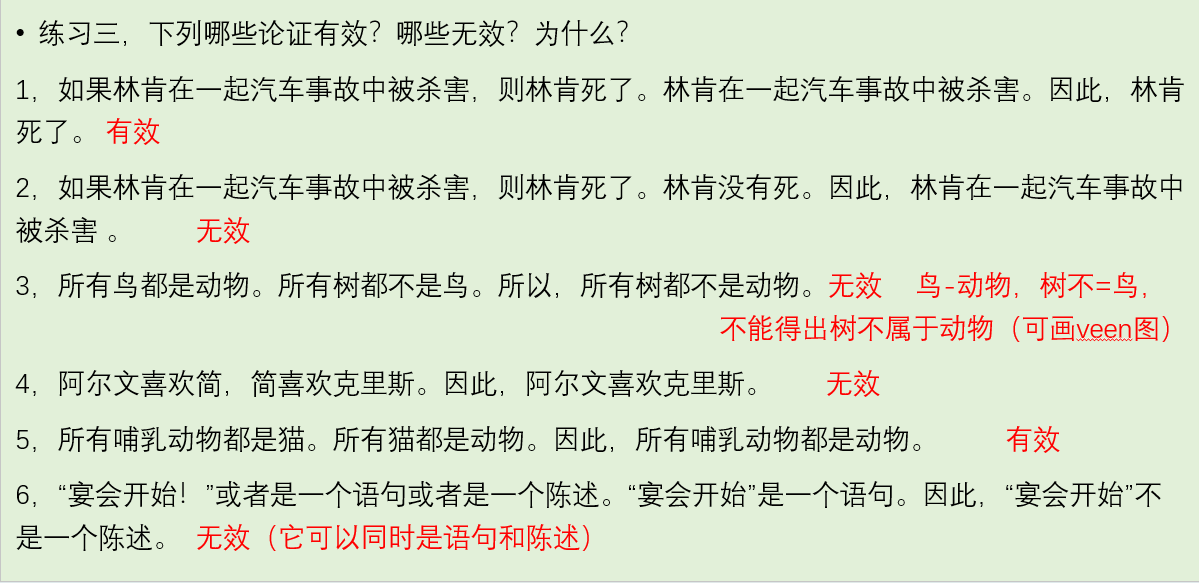 • 练习三，下列哪些论证有效？哪些无效？为什么？
1，如果林肯在一起汽车事故中被杀害，则林肯死了。林肯在一起汽车事故中被杀害。因此，林肯
死了。 有效
2，如果林肯在一起汽车事故中被杀害，则林肯死了。林肯没有死。因此，林肯在一起汽车事故中
被杀害 。 无效
3，所有鸟都是动物。所有树都不是鸟。所以，所有树都不是动物。无效 鸟-动物，树不=鸟，
不能得出树不属于动物（可画veen图）
4，阿尔文喜欢简，简喜欢克里斯。因此，阿尔文喜欢克里斯。 无效
5，所有哺乳动物都是猫。所有猫都是动物。因此，所有哺乳动物都是动物。 有效
6，“宴会开始！”或者是一个语句或者是一个陈述。“宴会开始”是一个语句。因此，“宴会开始”不
是一个陈述。 无效（它可以同时是语句和陈述）